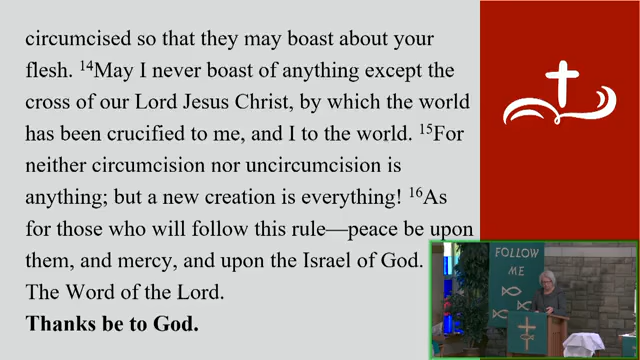 circumcised so that they may boast about your
flesh. ¹⁴May I never boast of anything except the
cross of our Lord Jesus Christ, by which the world
has been crucified to me, and I to the world. ¹⁵For
neither circumcision nor uncircumcision is
anything; but a new creation is everything! ¹⁶As
for those who will follow this rule—peace be upon
them, and mercy, and upon the Israel of God.
The Word of the Lord.
Thanks be to God.
FOLLOW
ME